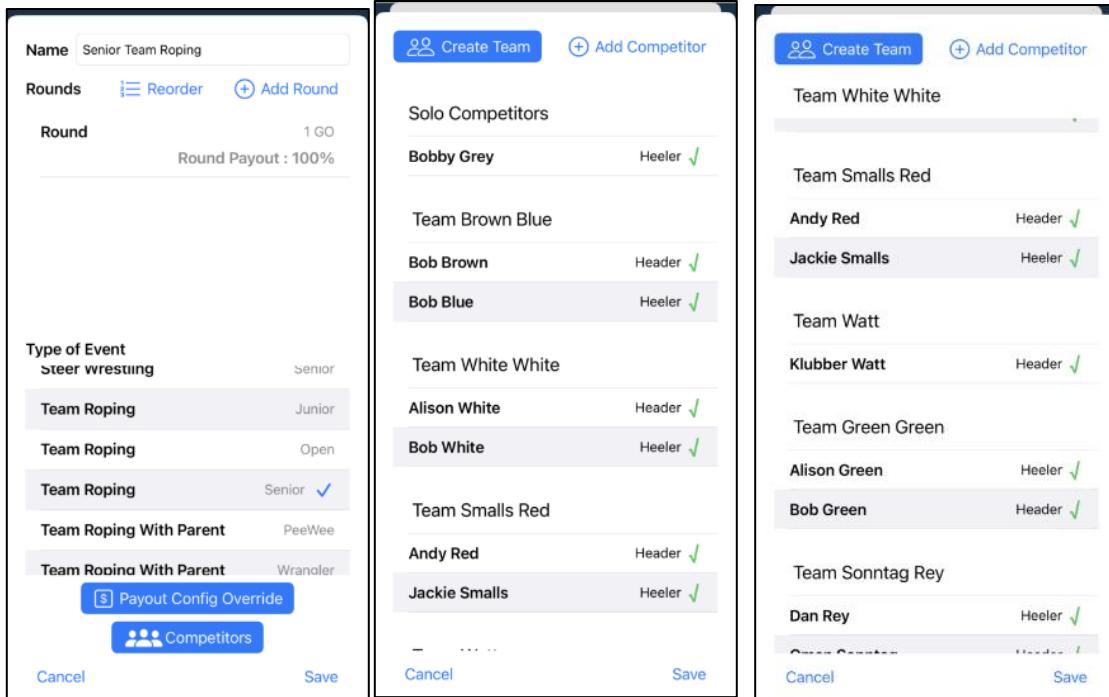 Name Senior Team Roping
Rounds Reorder Add Round
Round 1 GO
Round Payout : 100%
Type of Event
Steer Wrestling Senior
Team Roping Junior
Team Roping Open
Team Roping Senior
Team Roping With Parent PeeWee
Team Roping With Parent Wrangler
$ Payout Config Override
Competitors
Cancel Save
Create Team Add Competitor
Solo Competitors
Bobby Grey Heeler
Team Brown Blue
Bob Brown Header
Bob Blue Heeler
Team White White
Alison White Header
Bob White Heeler
Team Smalls Red
Andy Red Header
Jackie Smalls Heeler
Cancel Save
Create Team Add Competitor
Team White White
Team Smalls Red
Andy Red Header
Jackie Smalls Heeler
Team Watt
Klubber Watt Header
Team Green Green
Alison Green Heeler
Bob Green Header
Team Sonntag Rey
Dan Rey Heeler
Cancel Save